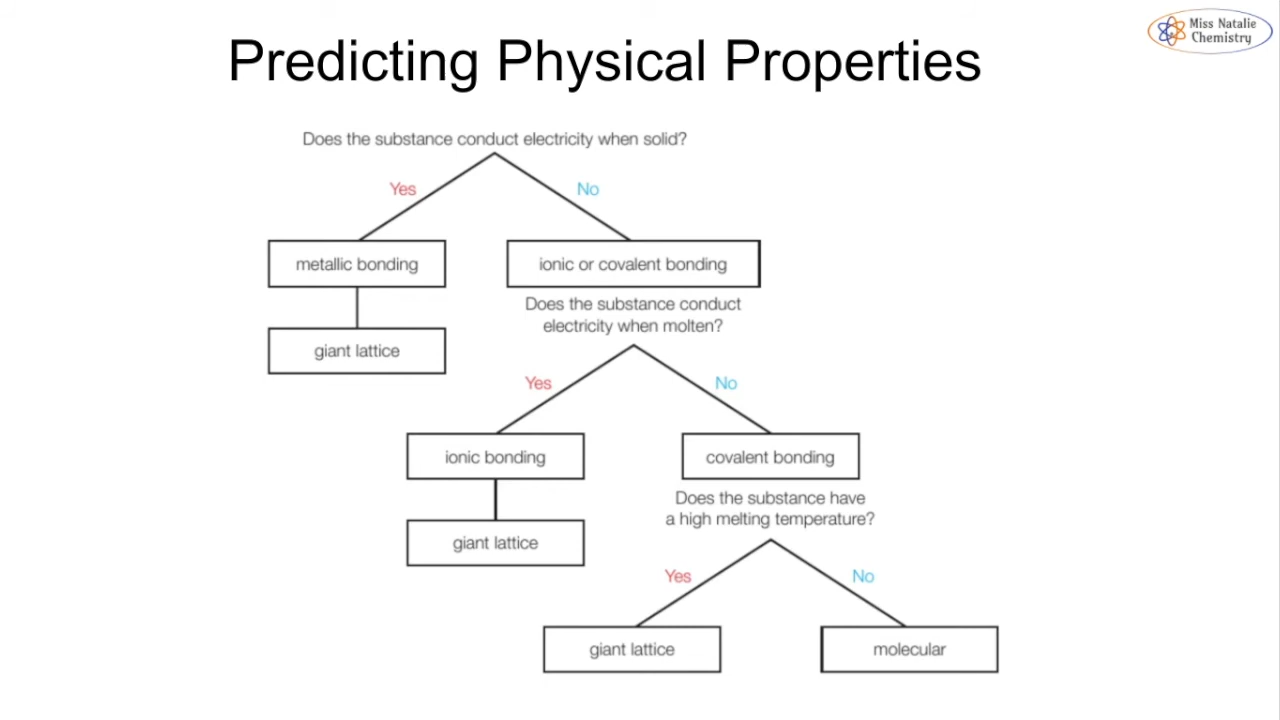 Predicting Physical Properties
Miss Natalie
Chemistry
Does the substance conduct electricity when solid?
Yes
No
metallic bonding
ionic or covalent bonding
giant lattice
Does the substance conduct
electricity when molten?
Yes
No
ionic bonding
covalent bonding
giant lattice
Does the substance have
a high melting temperature?
Yes
No
giant lattice
molecular